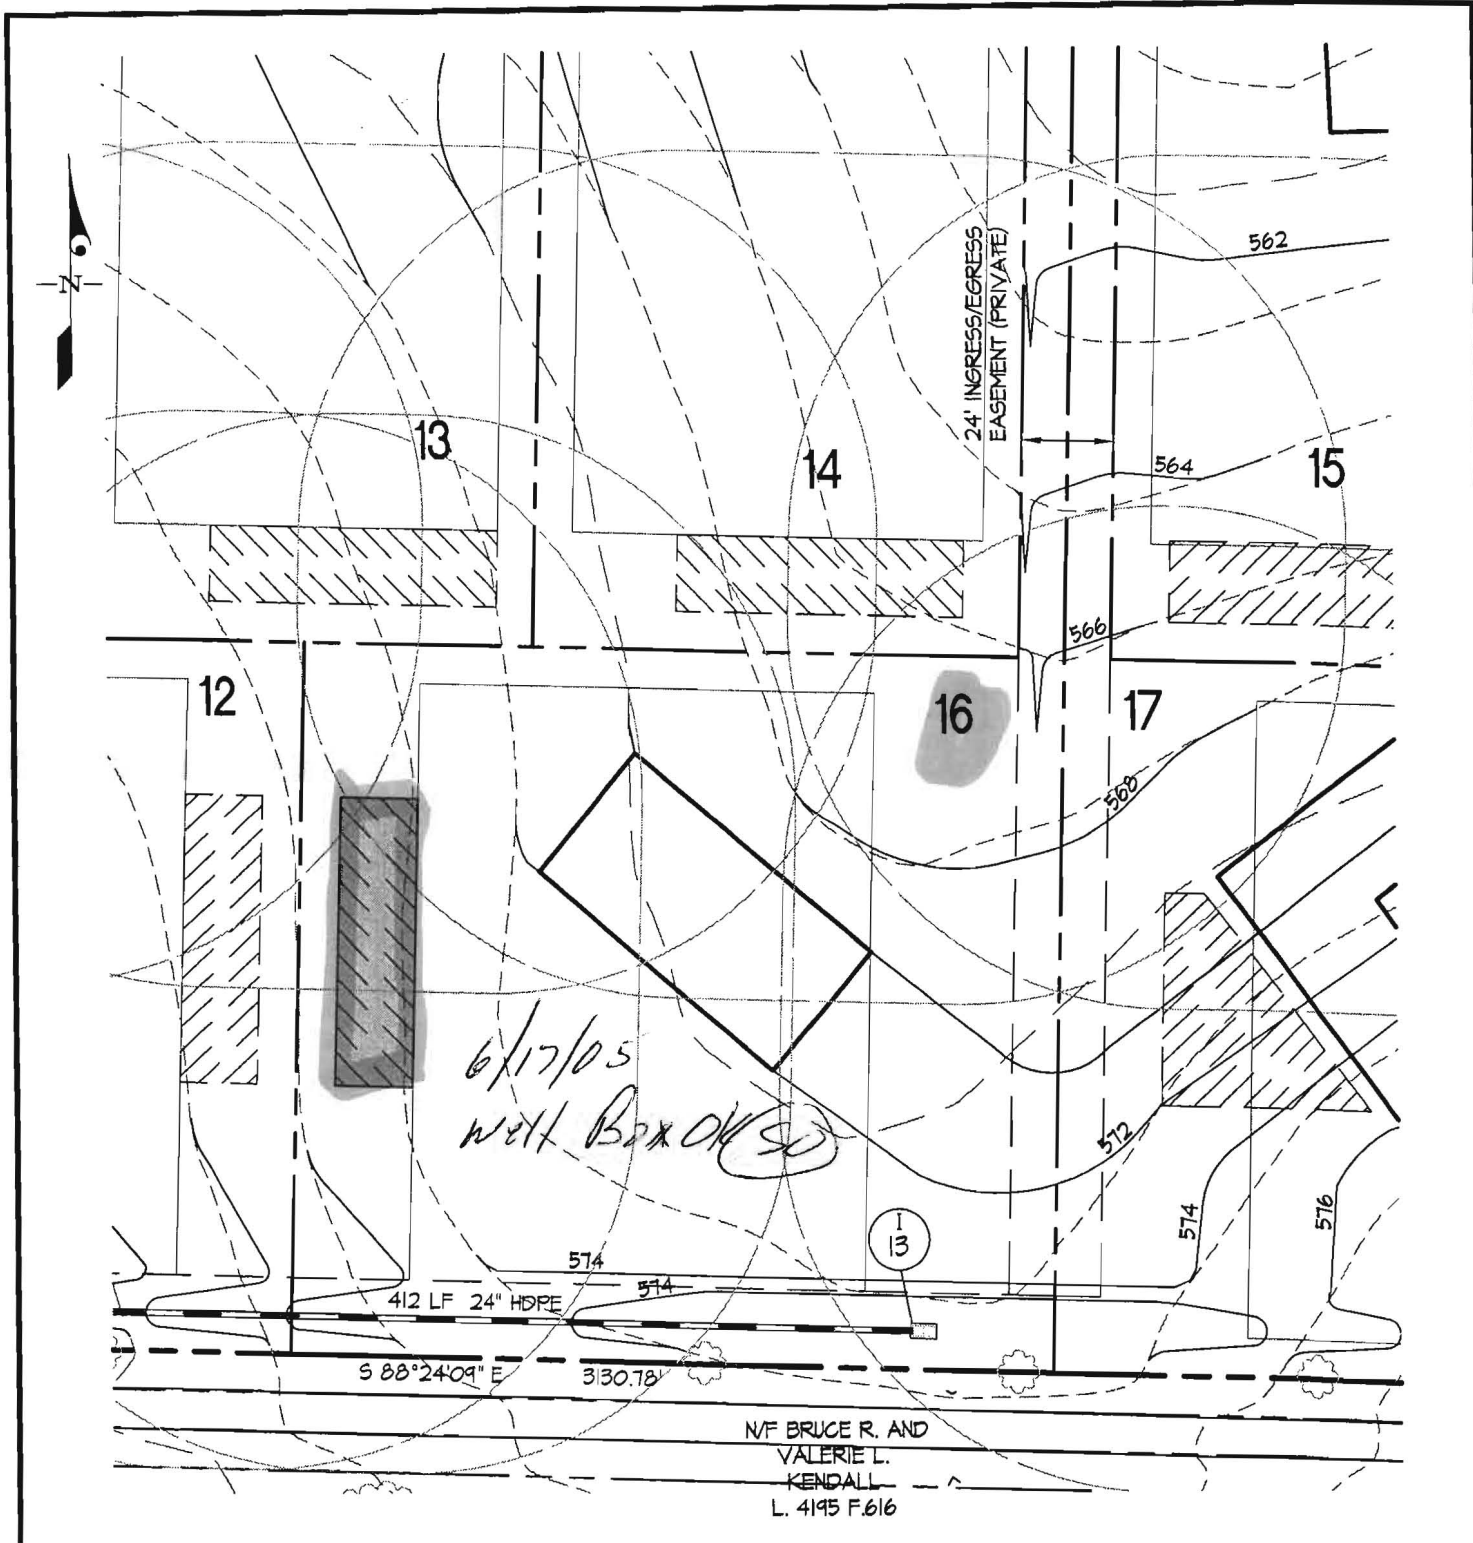 N
562
24' INGRESS/EGRESS
EASEMENT (PRIVATE)
13
14
564
15
566
12
16
17
568
6/17/05
Well Box OK SD
572
574
576
I
13
574
574
412 LF 24" HDPE
S 88°24'09" E 3130.78'
N/F BRUCE R. AND
VALERIE L.
KENDALL
L. 4195 F.616